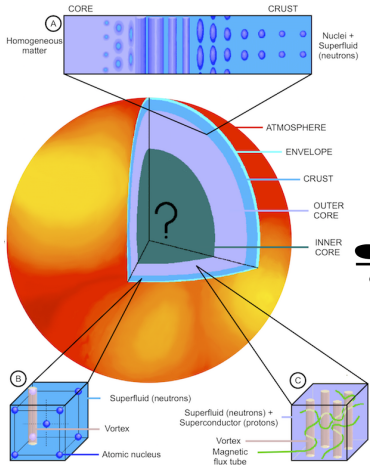 CORE
CRUST
A
Homogeneous
matter
Nuclei +
Superfluid
(neutrons)
ATMOSPHERE
ENVELOPE
CRUST
OUTER
CORE
?
INNER
CORE
B
Superfluid (neutrons)
Vortex
Atomic nucleus
C
Superfluid (neutrons) +
Superconductor (protons)
Vortex
Magnetic
flux tube